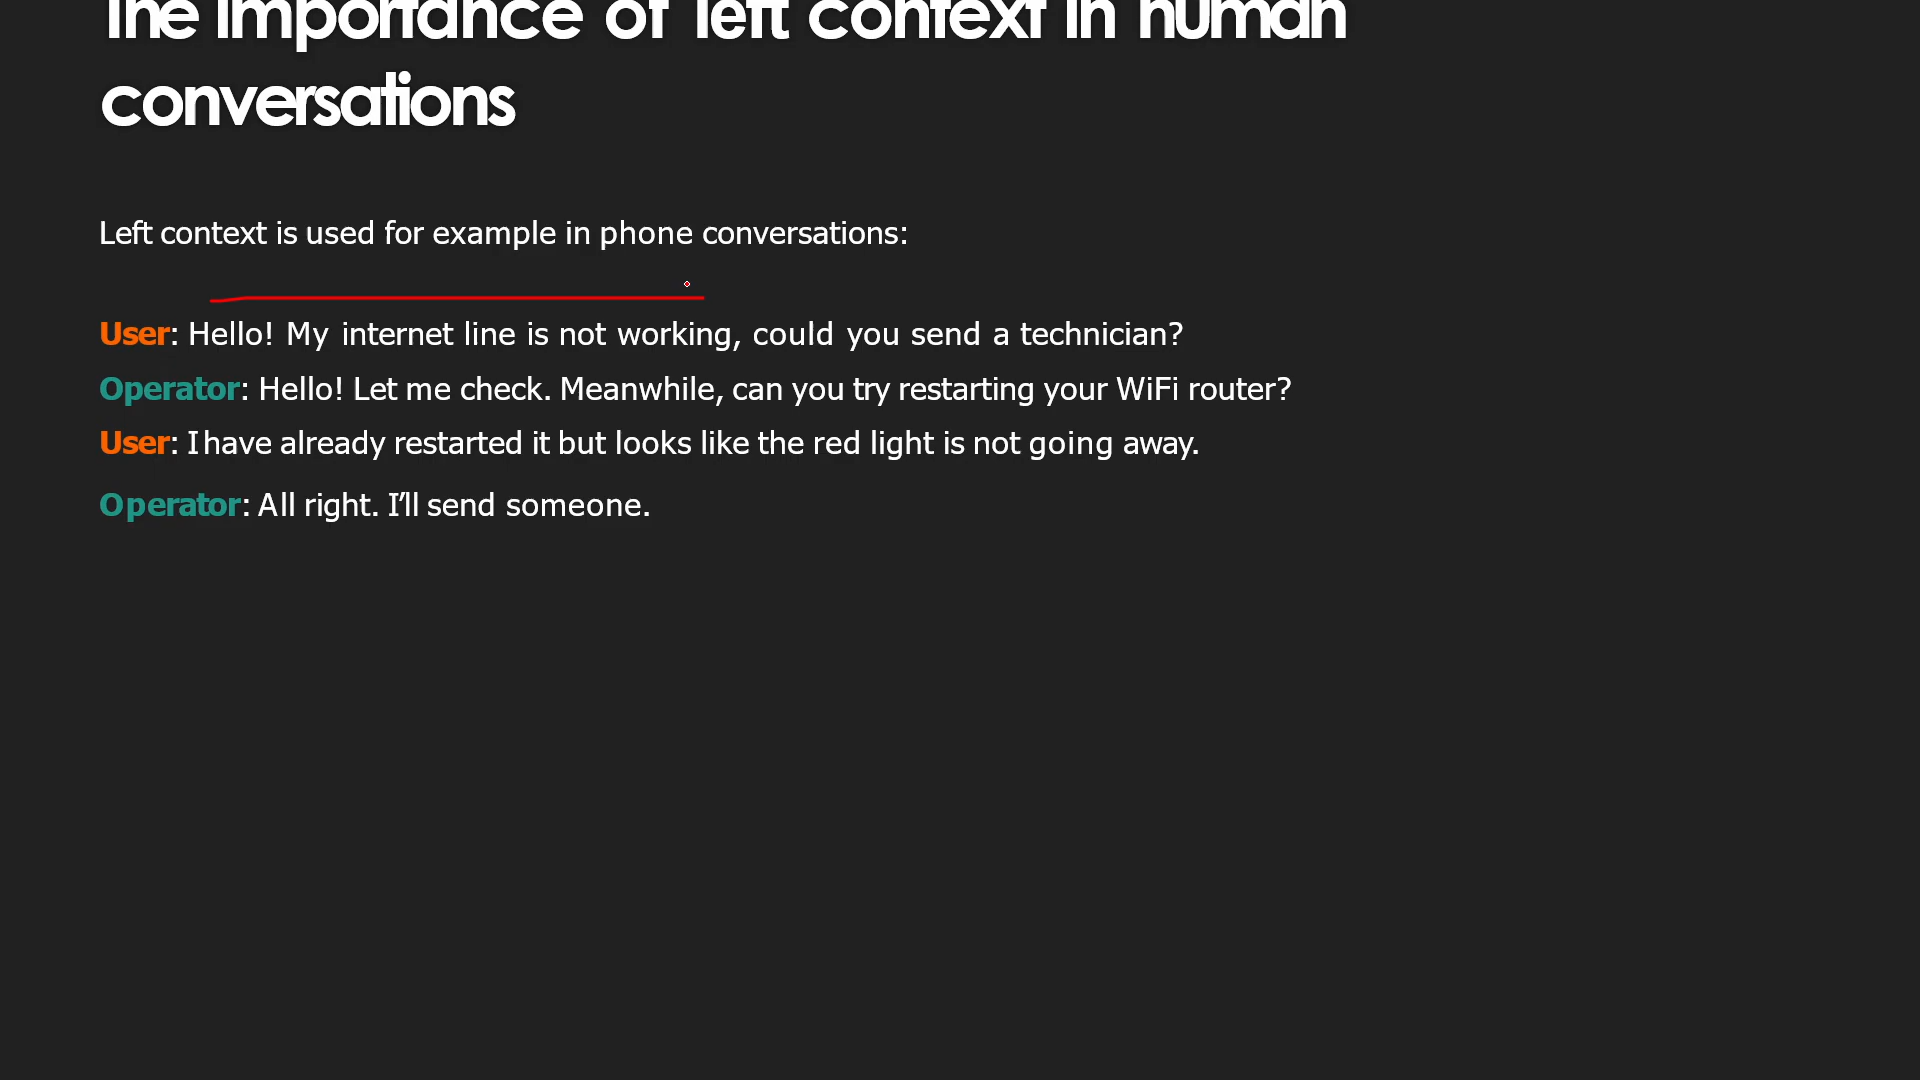 The importance of left context in human
conversations
Left context is used for example in phone conversations:
User: Hello! My internet line is not working, could you send a technician?
Operator: Hello! Let me check. Meanwhile, can you try restarting your WiFi router?
User: I have already restarted it but looks like the red light is not going away.
Operator: All right. I’ll send someone.